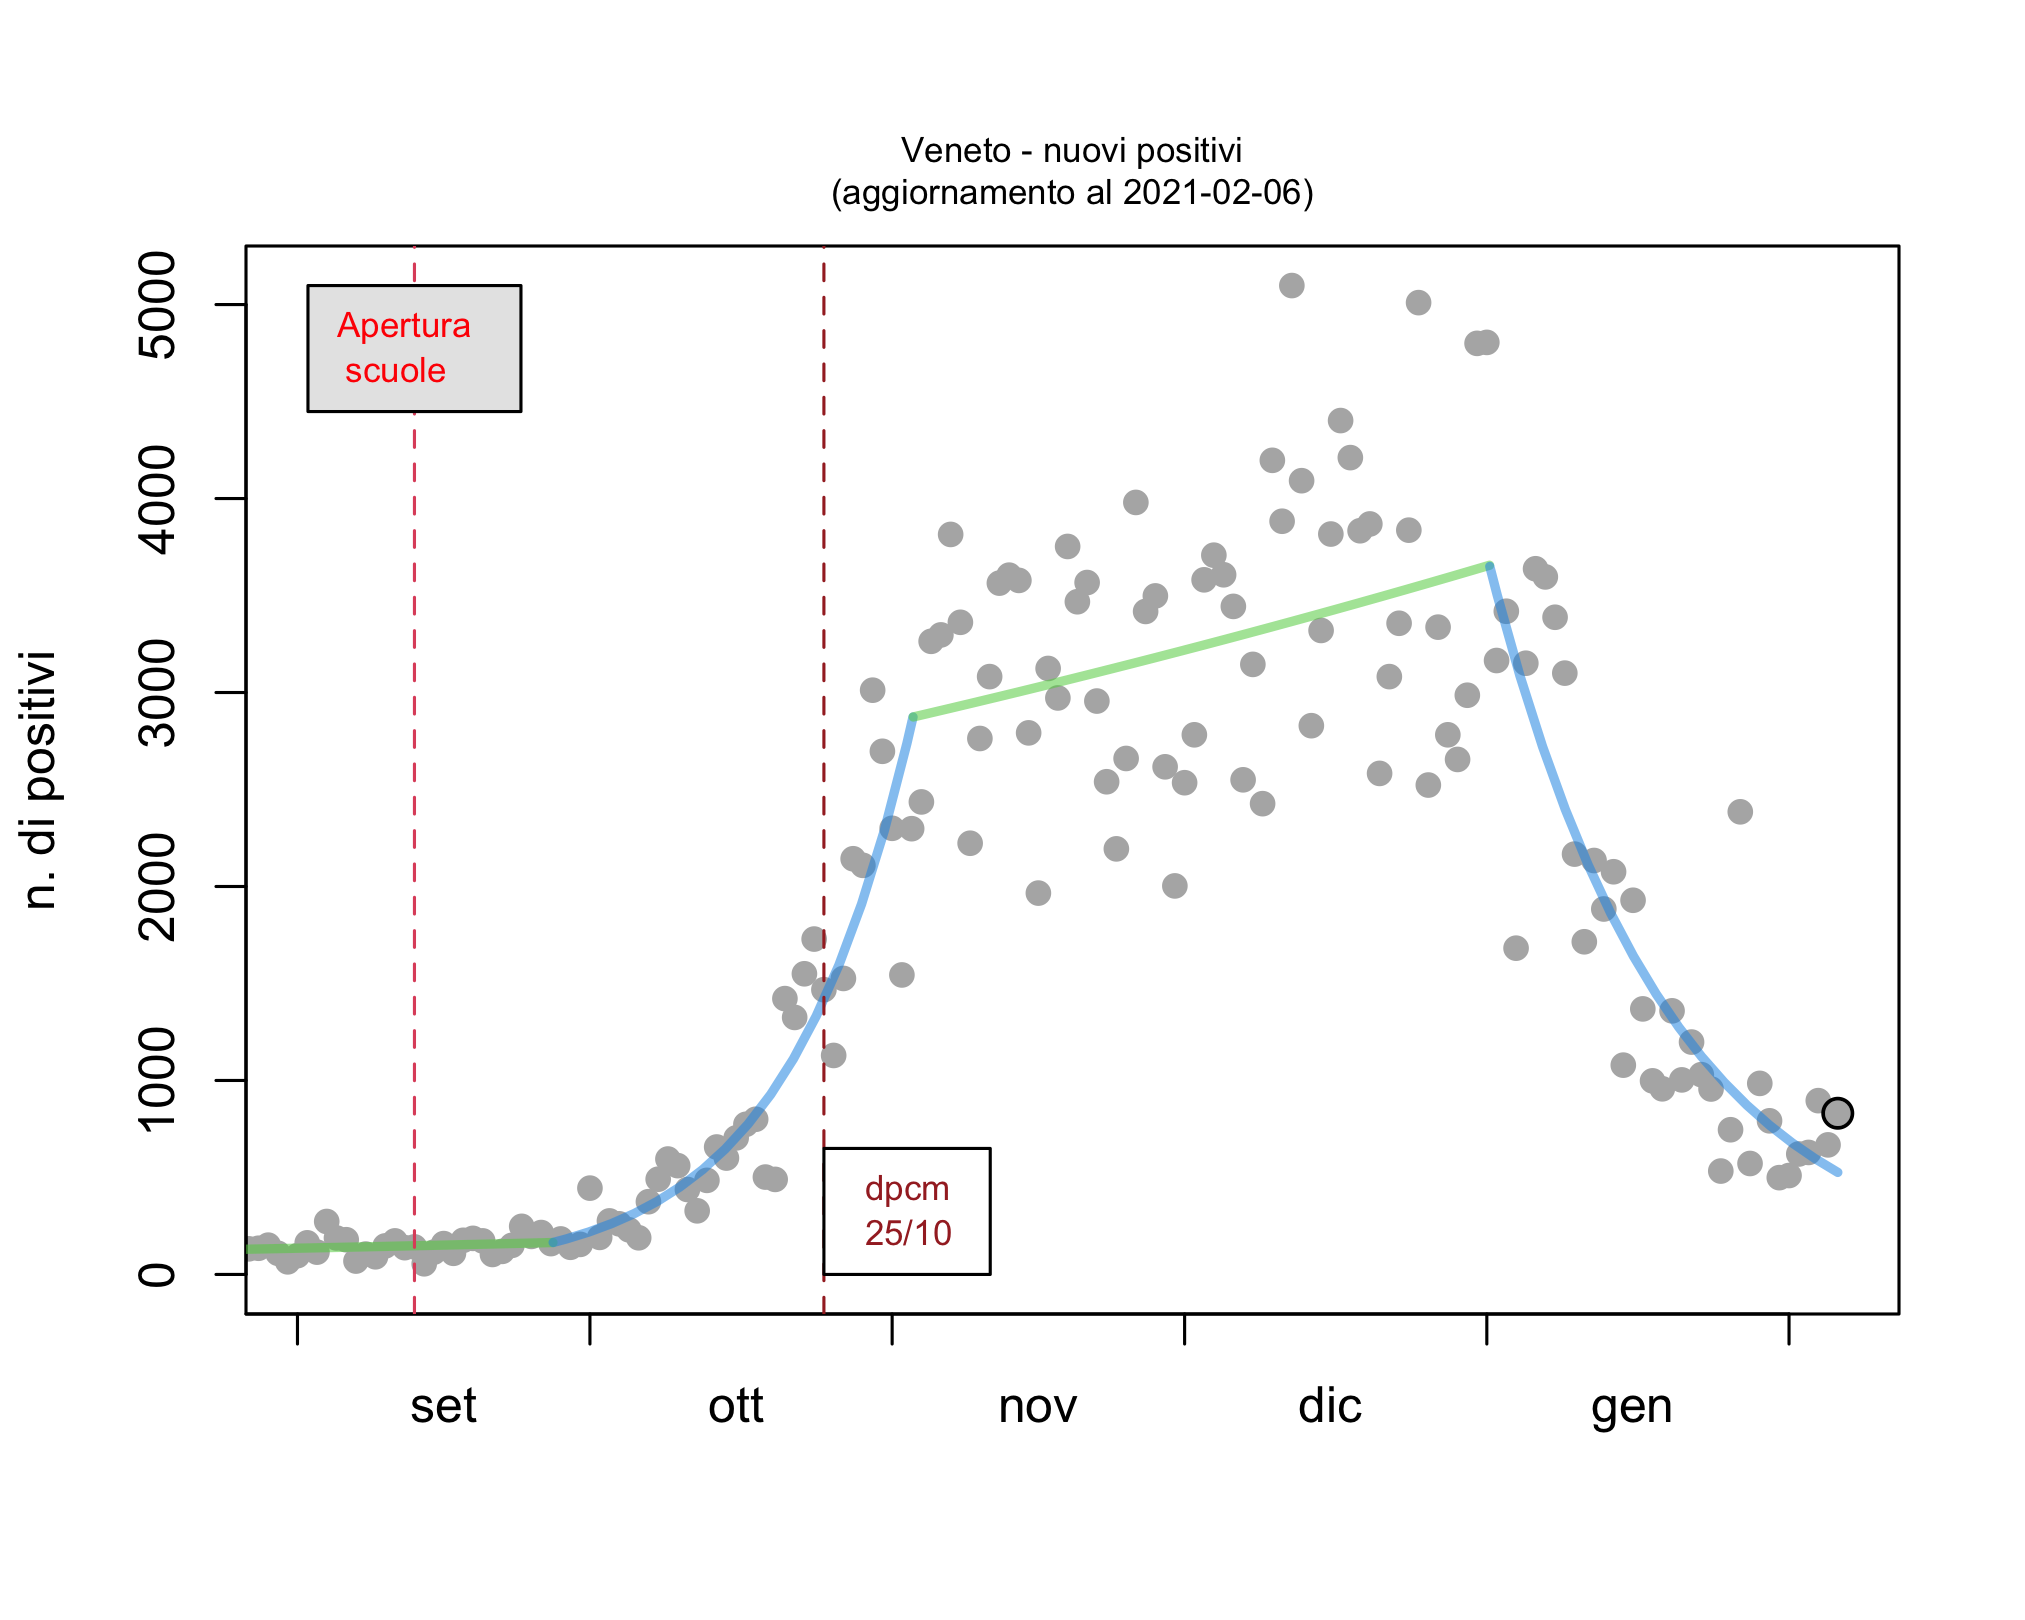 Veneto - nuovi positivi
(aggiornamento al 2021-02-06)
n. di positivi
5000
4000
3000
2000
1000
0
Apertura
scuole
dpcm
25/10
set ott nov dic gen